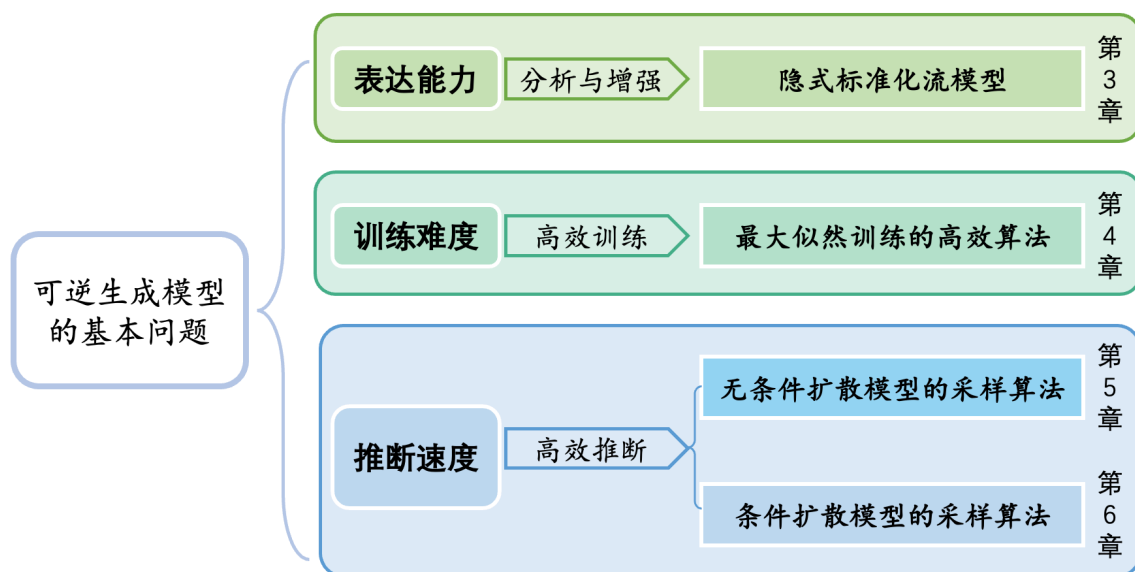 可逆生成模型
的基本问题
表达能力
分析与增强
隐式标准化流模型
第3章
训练难度
高效训练
最大似然训练的高效算法
第4章
推断速度
高效推断
无条件扩散模型的采样算法
第5章
条件扩散模型的采样算法
第6章